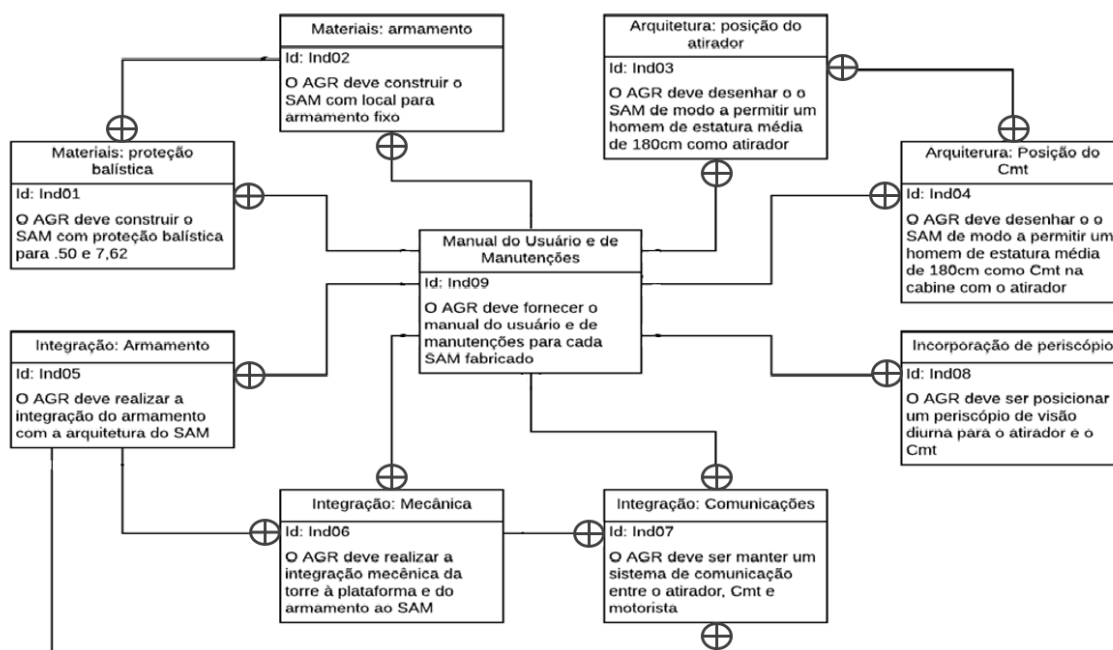 Materiais: armamento
Id: Ind02
O AGR deve construir o
SAM com local para
armamento fixo
Arquitetura: posição do
atirador
Id: Ind03
O AGR deve desenhar o o
SAM de modo a permitir um
homem de estatura média
de 180cm como atirador
Materiais: proteção
balística
Id: Ind01
O AGR deve construir o
SAM com proteção balística
para .50 e 7,62
Arquiterura: Posição do
Cmt
Id: Ind04
O AGR deve desenhar o o
SAM de modo a permitir um
homem de estatura média
de 180cm como Cmt na
cabine com o atirador
Manual do Usuário e de
Manutenções
Id: Ind09
O AGR deve fornecer o
manual do usuário e de
manutenções para cada
SAM fabricado
Integração: Armamento
Id: Ind05
O AGR deve realizar a
integração do armamento
com a arquitetura do SAM
Incorporação de periscópio
Id: Ind08
O AGR deve ser posicionar
um periscópio de visão
diurna para o atirador e o
Cmt
Integração: Mecânica
Id: Ind06
O AGR deve realizar a
integração mecênica da
torre à plataforma e do
armamento ao SAM
Integração: Comunicações
Id: Ind07
O AGR deve ser manter um
sistema de comunicação
entre o atirador, Cmt e
motorista